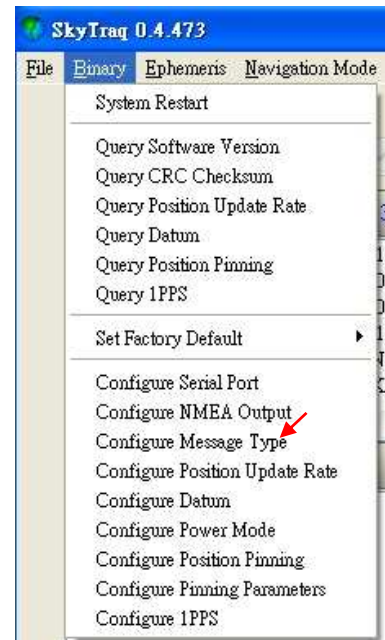 SkyTraq 0.4.473
File Binary Ephemeris Navigation Mode
System Restart
Query Software Version
Query CRC Checksum
Query Position Update Rate
Query Datum
Query Position Pinning
Query 1PPS
Set Factory Default
Configure Serial Port
Configure NMEA Output
Configure Message Type
Configure Position Update Rate
Configure Datum
Configure Power Mode
Configure Position Pinning
Configure Pinning Parameters
Configure 1PPS